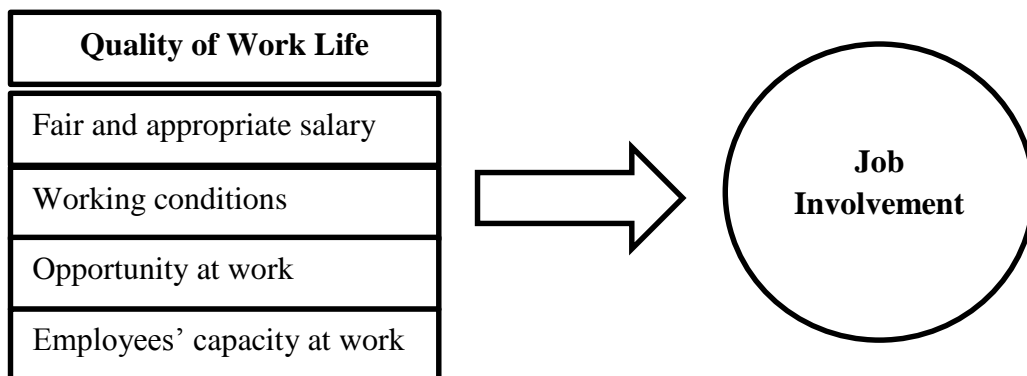 Quality of Work Life
Fair and appropriate salary
Working conditions
Opportunity at work
Employees’ capacity at work
Job
Involvement